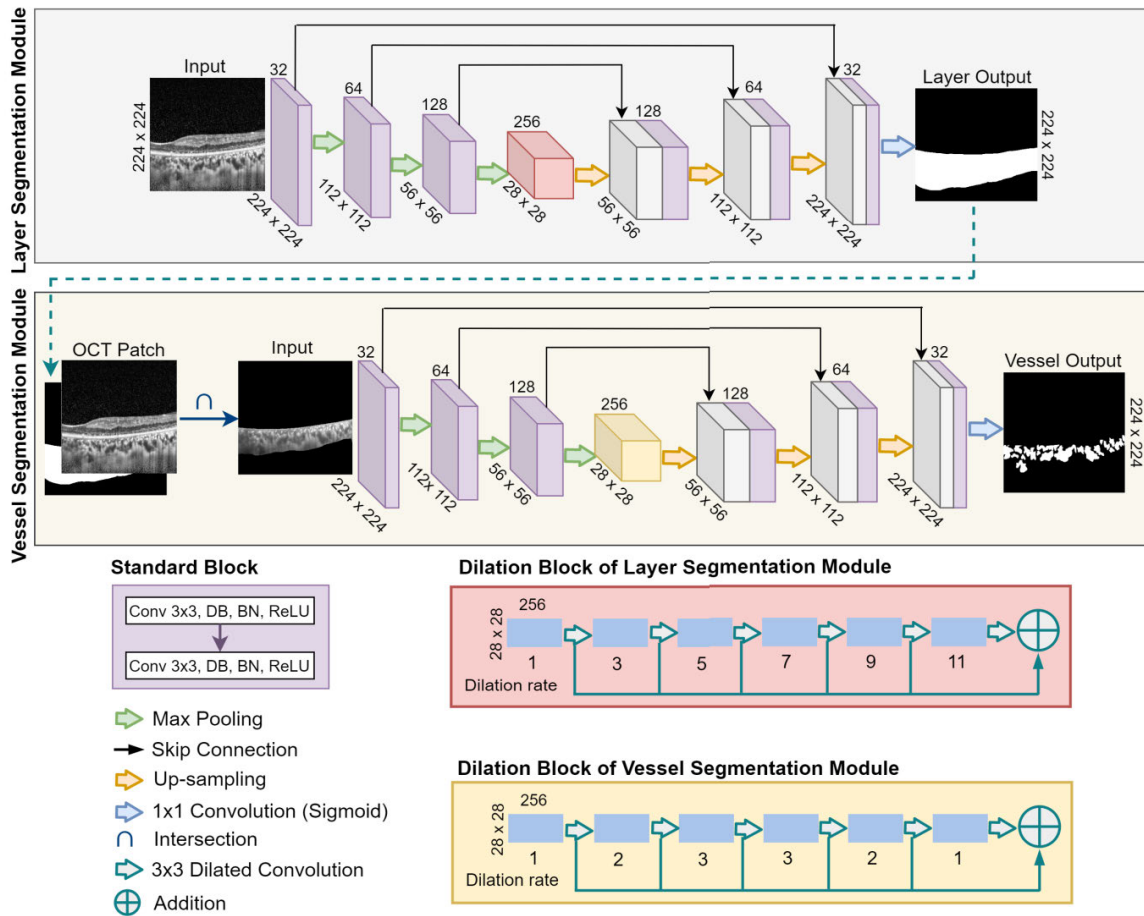 Layer Segmentation Module
Input
224 x 224
32
224 x 224
64
112 x 112
128
56 x 56
256
28 x 28
128
56 x 56
64
112 x 112
32
224 x 224
Layer Output
224 x 224
Vessel Segmentation Module
OCT Patch
∩
Input
32
224 x 224
64
112x 112
128
56 x 56
256
28 x 28
128
56 x 56
64
112 x 112
32
224 x 224
Vessel Output
224 x 224
Standard Block
Conv 3x3, DB, BN, ReLU
Conv 3x3, DB, BN, ReLU
Max Pooling
Skip Connection
Up-sampling
1x1 Convolution (Sigmoid)
∩ Intersection
3x3 Dilated Convolution
Addition
Dilation Block of Layer Segmentation Module
256
28 x 28
1 3 5 7 9 11
Dilation rate
Dilation Block of Vessel Segmentation Module
256
28 x 28
1 2 3 3 2 1
Dilation rate